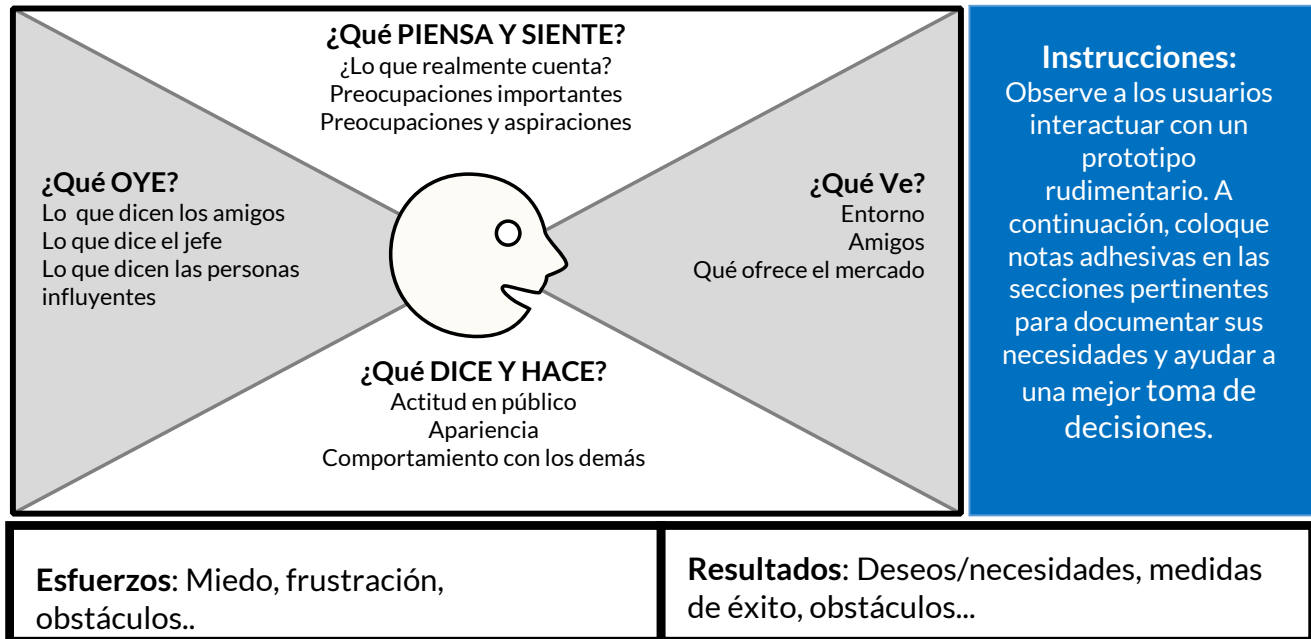 ¿Qué PIENSA Y SIENTE?
¿Lo que realmente cuenta?
Preocupaciones importantes
Preocupaciones y aspiraciones
¿Qué OYE?
Lo que dicen los amigos
Lo que dice el jefe
Lo que dicen las personas
influyentes
¿Qué Ve?
Entorno
Amigos
Qué ofrece el mercado
¿Qué DICE Y HACE?
Actitud en público
Apariencia
Comportamiento con los demás
Instrucciones:
Observe a los usuarios
interactuar con un
prototipo
rudimentario. A
continuación, coloque
notas adhesivas en las
secciones pertinentes
para documentar sus
necesidades y ayudar a
una mejor toma de
decisiones.
Esfuerzos: Miedo, frustración,
obstáculos..
Resultados: Deseos/necesidades, medidas
de éxito, obstáculos...